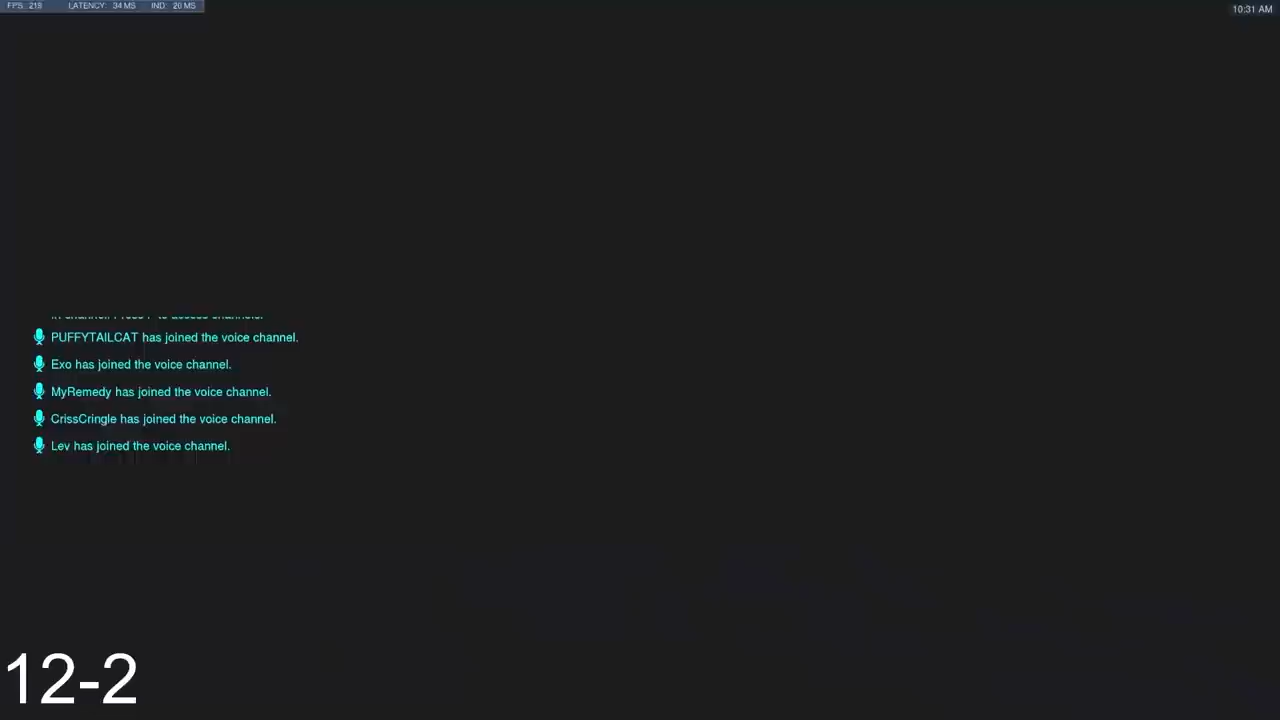 FPS: 219 LATENCY: 34 MS IND: 20 MS
10:31 AM
PUFFYTAILCAT has joined the voice channel.
Exo has joined the voice channel.
MyRemedy has joined the voice channel.
CrissCringle has joined the voice channel.
Lev has joined the voice channel.
12-2